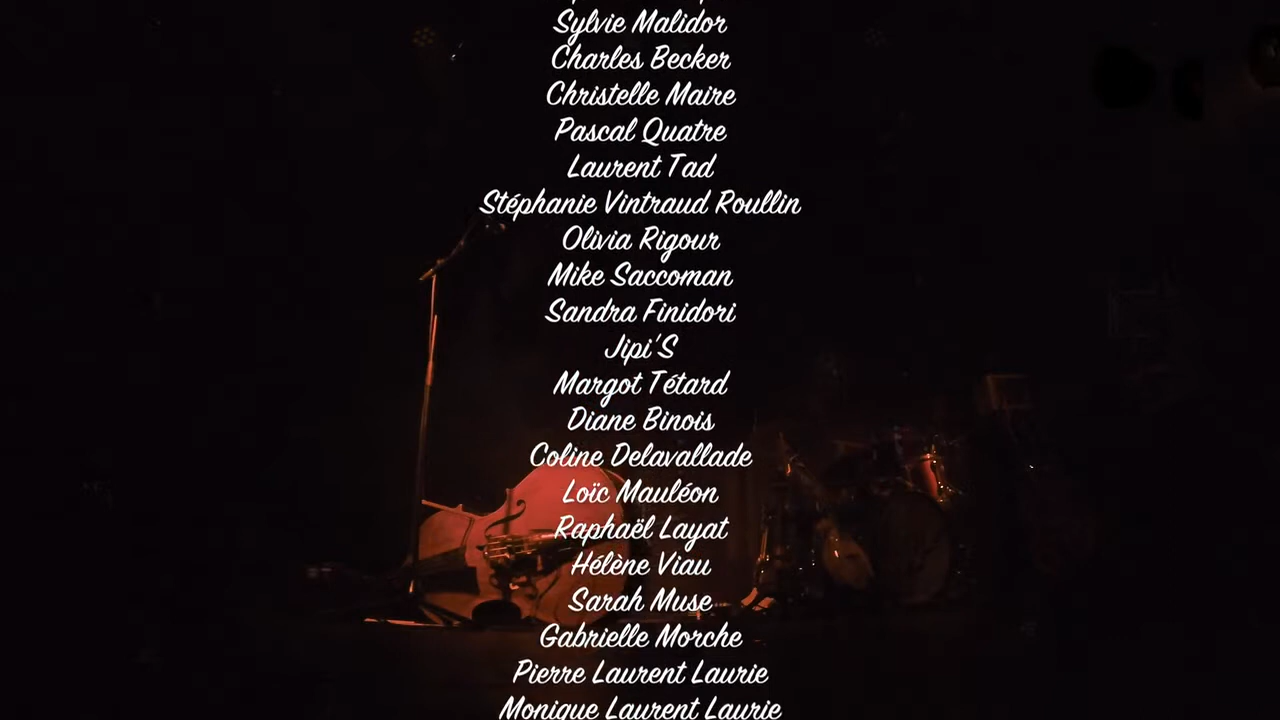 Sylvie Malidor
Charles Becker
Christelle Maire
Pascal Quatre
Laurent Tad
Stéphanie Vintraud Roullin
Olivia Rigour
Mike Saccoman
Sandra Finidori
Jipi'S
Margot Tétard
Diane Binois
Coline Delavallade
Loïc Mauléon
Raphaël Layat
Hélène Viau
Sarah Muse
Gabrielle Morche
Pierre Laurent Laurie
Monique Laurent Laurie